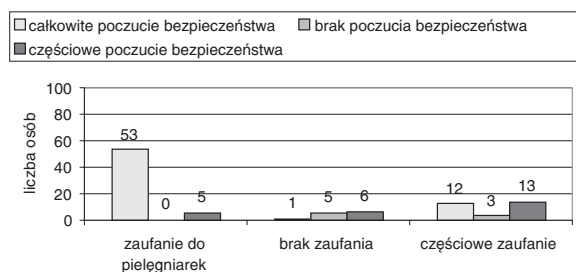 całkowite poczucie bezpieczeństwa brak poczucia bezpieczeństwa
częściowe poczucie bezpieczeństwa
liczba osób
100
80
60
40
20
0
53 0 5 1 5 6 12 3 13
zaufanie do pielęgniarek brak zaufania częściowe zaufanie